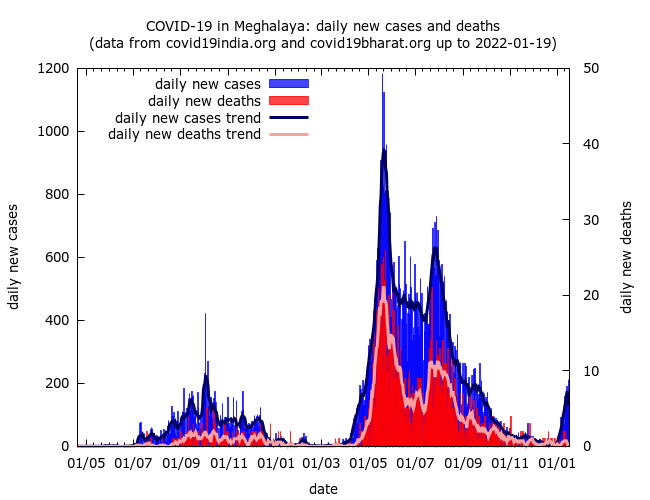 COVID-19 in Meghalaya: daily new cases and deaths
(data from covid19india.org and covid19bharat.org up to 2022-01-19)
daily new cases
daily new deaths
daily new cases trend
daily new deaths trend
1200
1000
800
600
400
200
0
50
40
30
20
10
0
daily new cases
daily new deaths
01/05 01/07 01/09 01/11 01/01 01/03 01/05 01/07 01/09 01/11 01/01
date